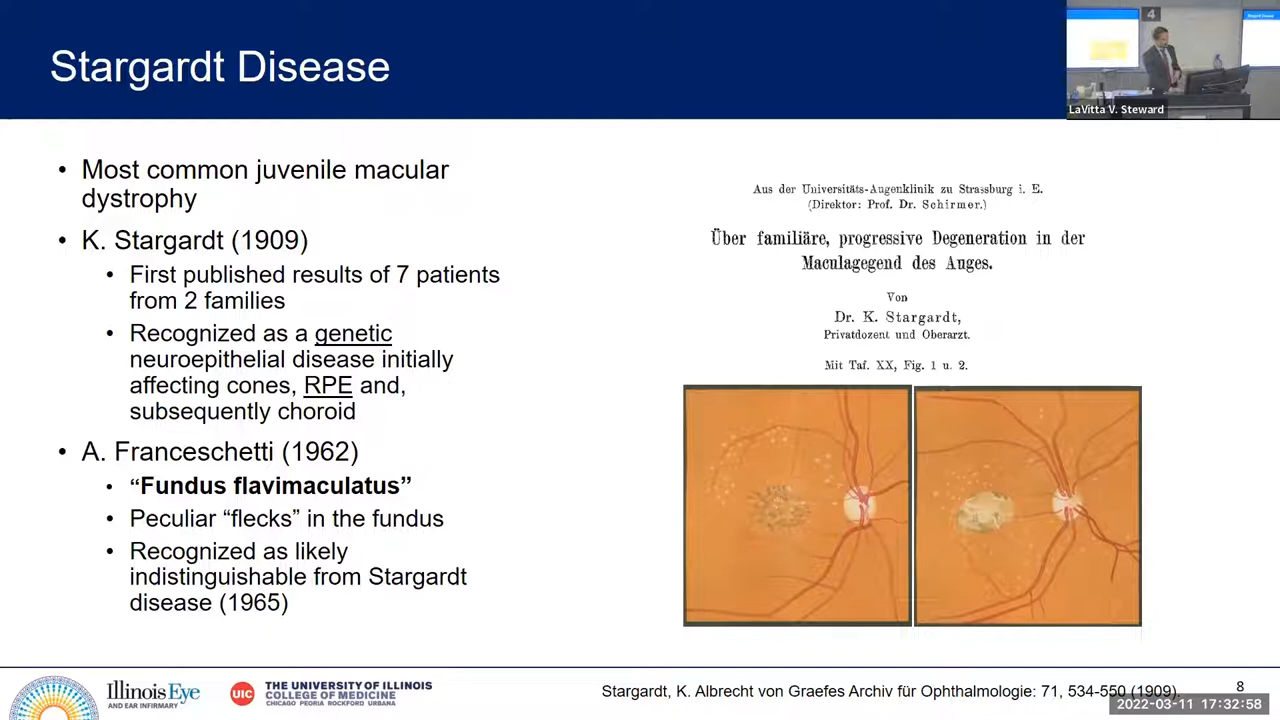 Stargardt Disease
4
LaVitta V. Steward
• Most common juvenile macular
dystrophy
• K. Stargardt (1909)
• First published results of 7 patients
from 2 families
• Recognized as a genetic
neuroepithelial disease initially
affecting cones, RPE and,
subsequently choroid
• A. Franceschetti (1962)
• “Fundus flavimaculatus”
• Peculiar “flecks” in the fundus
• Recognized as likely
indistinguishable from Stargardt
disease (1965)
Aus der Universitäts-Augenklinik zu Strassburg i. E.
(Direktor: Prof. Dr. Schirmer.)
Über familiäre, progressive Degeneration in der
Maculagegend des Auges.
Von
Dr. K. Stargardt,
Privatdozent und Oberarzt.
Mit Taf. XX, Fig. 1 u. 2.
Illinois Eye
AND EAR INFIRMARY
UIC
THE UNIVERSITY OF ILLINOIS
COLLEGE OF MEDICINE
CHICAGO PEORIA ROCKFORD URBANA
Stargardt, K. Albrecht von Graefes Archiv für Ophthalmologie: 71, 534-550 (1909).
8
2022-03-11 17:32:58